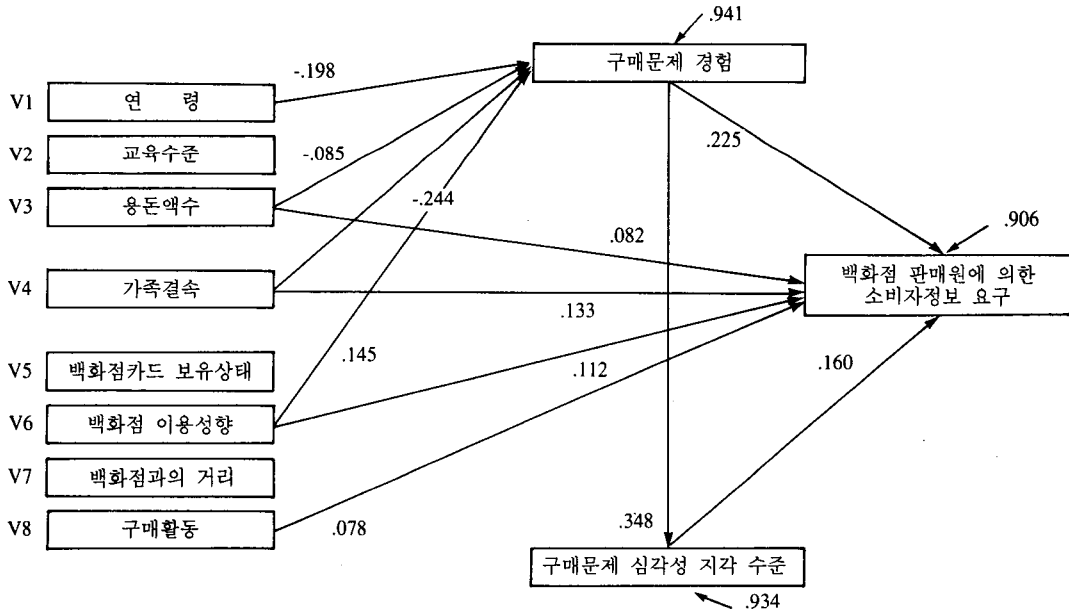 .941
구매문제 경험
-.198
V1 연 령
V2 교육수준
-.085
.225
V3 용돈액수
-.244
.082
.906
V4 가족결속
백화점 판매원에 의한
소비자정보 요구
.133
V5 백화점카드 보유상태
.145
.112
.160
V6 백화점 이용성향
V7 백화점과의 거리
V8 구매활동
.078
.348
구매문제 심각성 지각 수준
.934